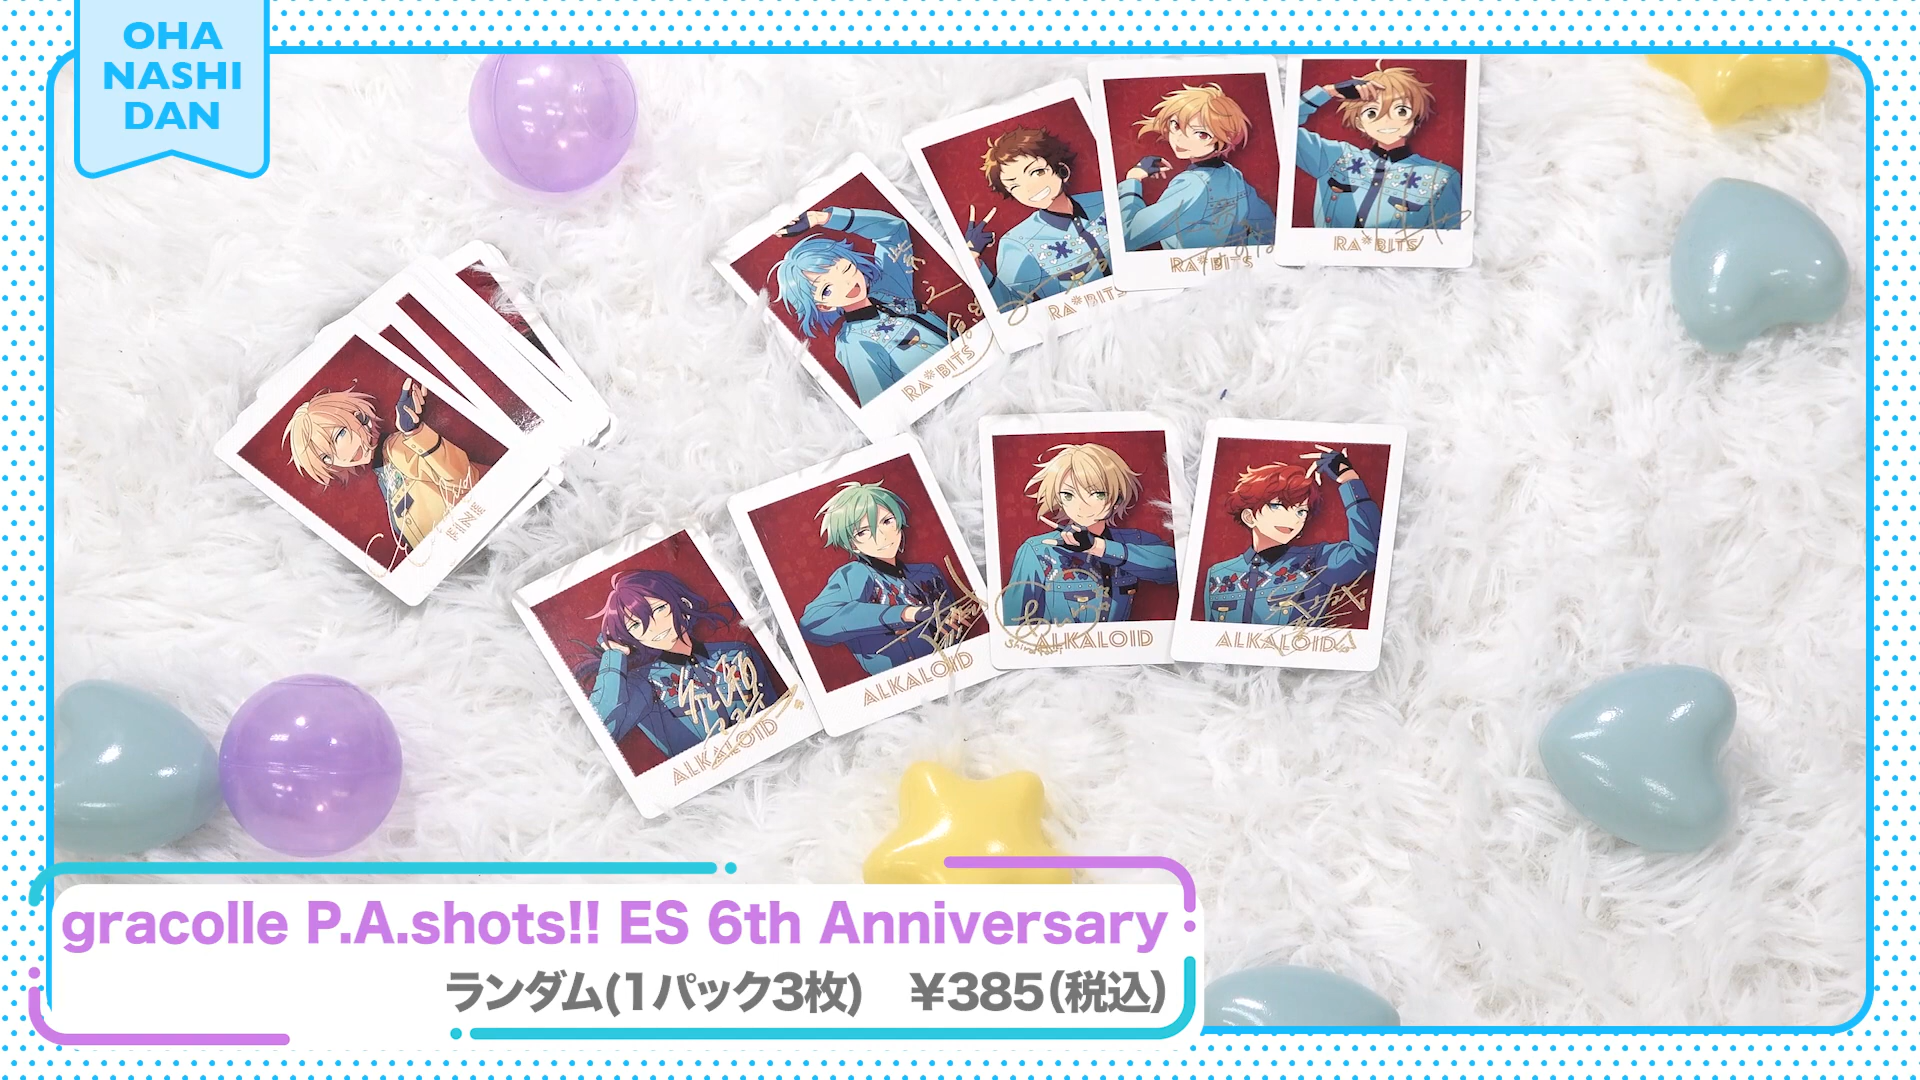 OHA
NASHI
DAN
RA*BITS
RA*BITS
RA*BITS
RA*BITS
ALKALOID
ALKALOID
ALKALOID
ALKALOID
gracolle P.A.shots!! ES 6th Anniversary
ランダム(1パック3枚) ¥385(税込)